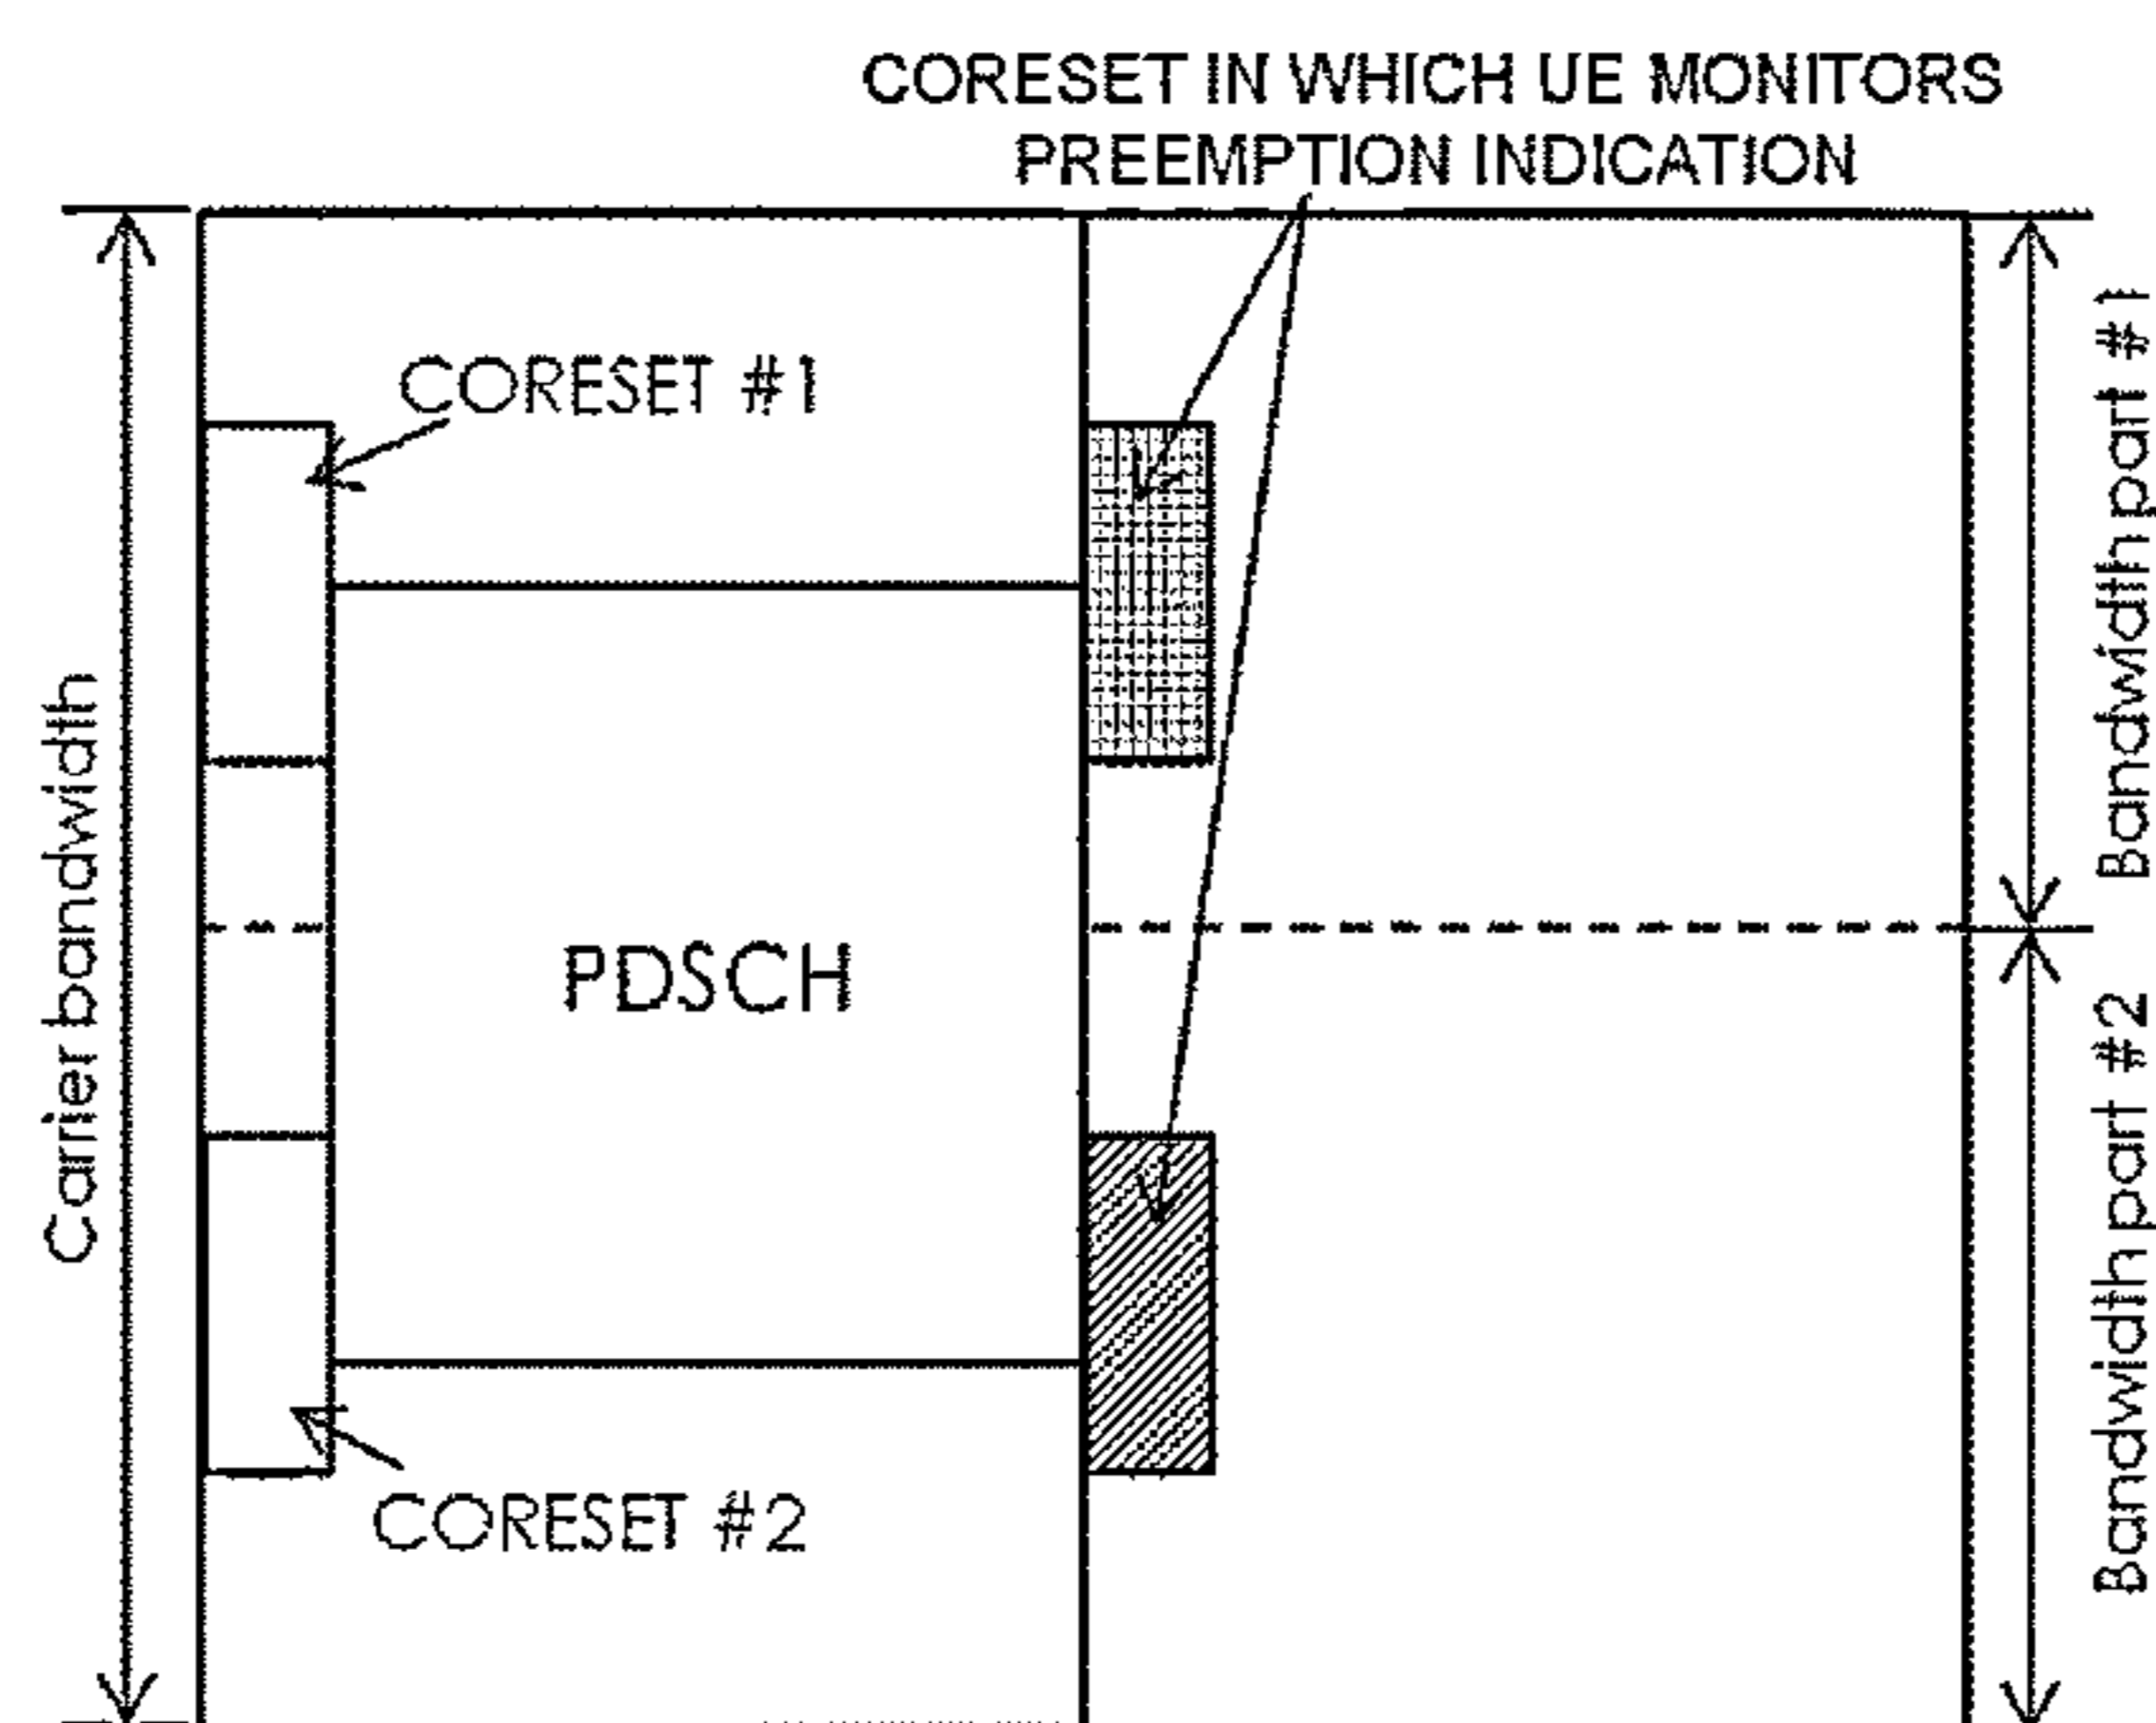 CORESET IN WHICH UE MONITORS
PREEMPTION INDICATION
CORESET #1
Carrier bandwidth
PDSCH
CORESET #2
Bandwidth part #1
Bandwidth part #2